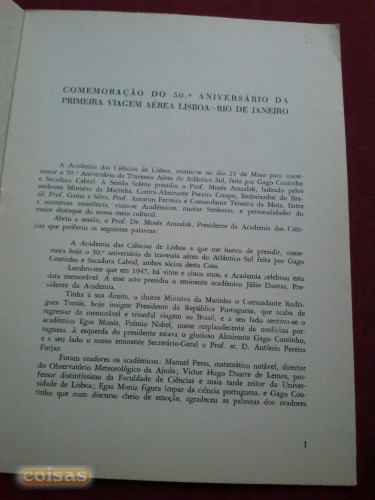 COMEMORAÇÃO DO 50.º ANIVERSÁRIO DA
PRIMEIRA VIAGEM AÉREA LISBOA—RIO DE JANEIRO
A Academia das Ciências de Lisboa, reuniu-se no dia 25 de Maio para come-
morar o 50.º Aniversário da Travessia Aérea do Atlântico Sul, feita por Gago Coutinho
e Sacadura Cabral. À Sessão Solene presidiu o Prof. Moses Amzalak, ladeado pelos
senhores Ministro da Marinha, Contra-Almirante Pereira Crespo, Embaixador do Bra-
sil, Prof. Gama e Silva, Prof. Amorim Ferreira e Comandante Teixeira da Mota. Entre
a numerosa assistência, viam-se Académicos, muitas Senhoras, e personalidades do
maior destaque do nosso meio cultural.
Abriu a sessão, o Prof. Dr. Moses Amzalak, Presidente da Academia das Ciên-
cias que proferiu as seguintes palavras:
A Academia das Ciências de Lisboa a que me honro de presidir, come-
mora hoje o 50.º aniversário da travessia aérea do Atlântico Sul feita por Gago
Coutinho e Sacadura Cabral, ambos sócios desta Casa.
Lembro-me que em 1947, há vinte e cinco anos, a Academia celebrou esta
data memorável. A esse acto presidiu o eminente académico Júlio Dantas, Pre-
sidente da Academia.
Tinha à sua direita, o ilustre Ministro da Marinha o Comandante Rodri-
gues Tomás, hoje insigne Presidente da República Portuguesa, que acaba de
regressar da memorável e triunfal viagem ao Brasil, e a seu lado sentava-se o
académico Egas Moniz, Prémio Nobel, nome resplandecente da medicina por-
tuguesa. À esquerda do presidente estava o glorioso Almirante Gago Coutinho,
e a seu lado o nosso eminente Secretário-Geral o Prof. sr. D. António Pereira
Forjaz.
Foram oradores os académicos: Manuel Peres, matemático notável, director
do Observatório Meteorológico da Ajuda; Victor Hugo Duarte de Lemos, pro-
fessor distintíssimo da Faculdade de Ciências e mais tarde reitor da Univer-
sidade de Lisboa; Egas Moniz figura ímpar da ciência portuguesa, e Gago Cou-
tinho que num discurso cheio de emoção, agradeceu as palavras dos oradores
1
coisas